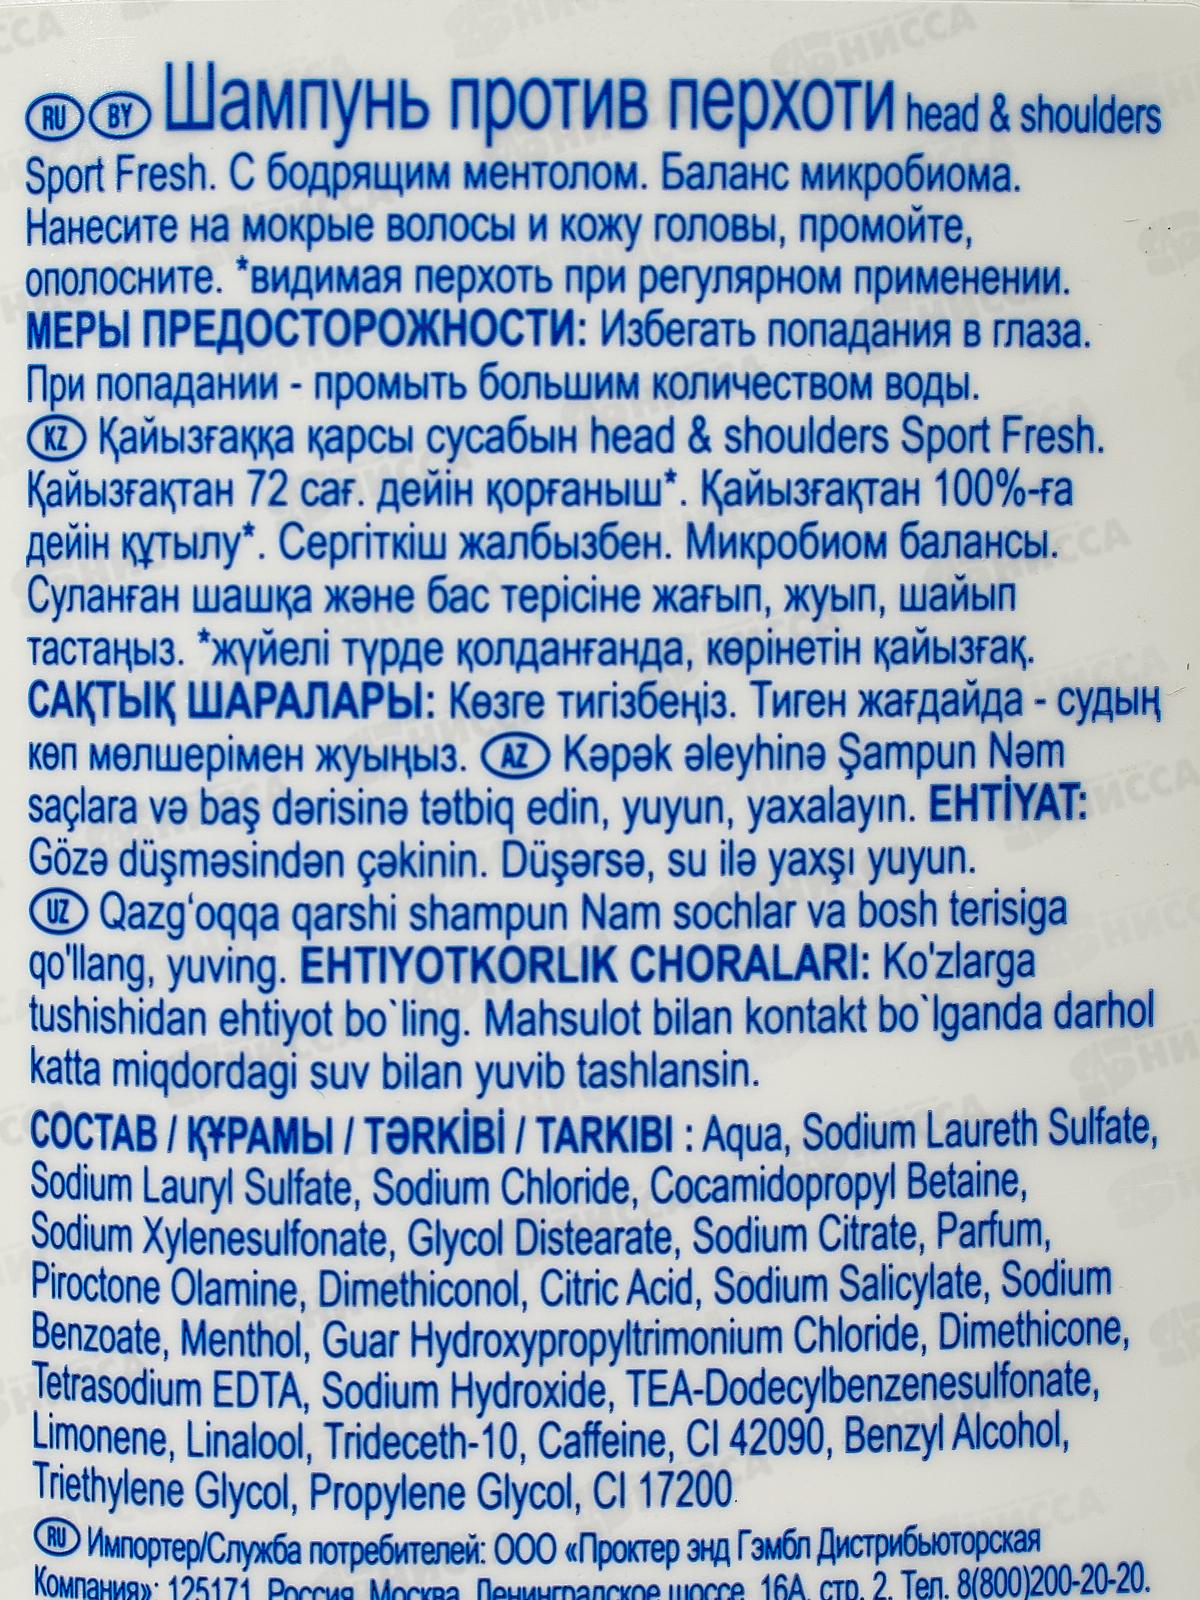 RU BY Шампунь против перхоти head & shoulders
Sport Fresh. С бодрящим ментолом. Баланс микробиома.
Нанесите на мокрые волосы и кожу головы, промойте,
ополосните. *видимая перхоть при регулярном применении.
МЕРЫ ПРЕДОСТОРОЖНОСТИ: Избегать попадания в глаза.
При попадании - промыть большим количеством воды.
KZ Қайызғаққа қарсы сусабын head & shoulders Sport Fresh.
Қайызғақтан 72 сағ. дейін қорғаныш*. Қайызғақтан 100%-ға
дейін құтылу*. Сергіткіш жалбызбен. Микробиом балансы.
Суланған шашқа және бас терісіне жағып, жуып, шайып
тастаңыз. *жүйелі түрде қолданғанда, көрінетін қайызғақ.
САҚТЫҚ ШАРАЛАРЫ: Көзге тигізбеңіз. Тиген жағдайда - судың
көп мөлшерімен жуыңыз. AZ Kəpək əleyhinə Şampun Nəm
saçlara və baş dərisinə tətbiq edin, yuyun, yaxalayın. EHTİYAT:
Gözə düşməsindən çəkinin. Düşərsə, su ilə yaxşı yuyun.
UZ Qazg‘oqqa qarshi shampun Nam sochlar va bosh terisiga
qo'llang, yuving. EHTIYOTKORLIK CHORALARI: Ko'zlarga
tushishidan ehtiyot bo`ling. Mahsulot bilan kontakt bo`lganda darhol
katta miqdordagi suv bilan yuvib tashlansin.
СОСТАВ / ҚҰРАМЫ / TƏRKİBİ / TARKIBI : Aqua, Sodium Laureth Sulfate,
Sodium Lauryl Sulfate, Sodium Chloride, Cocamidopropyl Betaine,
Sodium Xylenesulfonate, Glycol Distearate, Sodium Citrate, Parfum,
Piroctone Olamine, Dimethiconol, Citric Acid, Sodium Salicylate, Sodium
Benzoate, Menthol, Guar Hydroxypropyltrimonium Chloride, Dimethicone,
Tetrasodium EDTA, Sodium Hydroxide, TEA-Dodecylbenzenesulfonate,
Limonene, Linalool, Trideceth-10, Caffeine, CI 42090, Benzyl Alcohol,
Triethylene Glycol, Propylene Glycol, CI 17200
RU Импортер/Служба потребителей: ООО «Проктер энд Гэмбл Дистрибьюторская
Компания»: 125171, Россия, Москва, Ленинградское шоссе, 16А, стр. 2. Тел. 8(800)200-20-20.